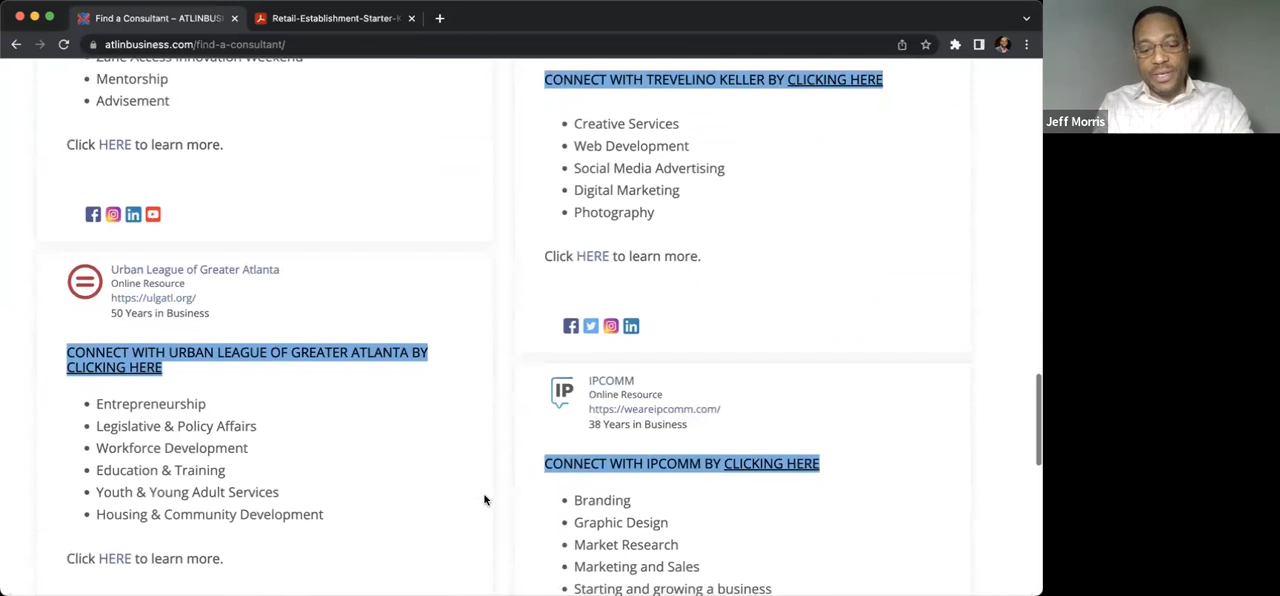 Find a Consultant – ATLINBUS
Retail-Establishment-Starter-K
atlinbusiness.com/find-a-consultant/
Zane Access Innovation Weekend
Mentorship
Advisement
Click HERE to learn more.
Urban League of Greater Atlanta
Online Resource
https://ulgatl.org/
50 Years in Business
CONNECT WITH URBAN LEAGUE OF GREATER ATLANTA BY
CLICKING HERE
Entrepreneurship
Legislative & Policy Affairs
Workforce Development
Education & Training
Youth & Young Adult Services
Housing & Community Development
Click HERE to learn more.
CONNECT WITH TREVELINO KELLER BY CLICKING HERE
Creative Services
Web Development
Social Media Advertising
Digital Marketing
Photography
Click HERE to learn more.
IP
IPCOMM
Online Resource
https://weareipcomm.com/
38 Years in Business
CONNECT WITH IPCOMM BY CLICKING HERE
Branding
Graphic Design
Market Research
Marketing and Sales
Starting and growing a business
Jeff Morris